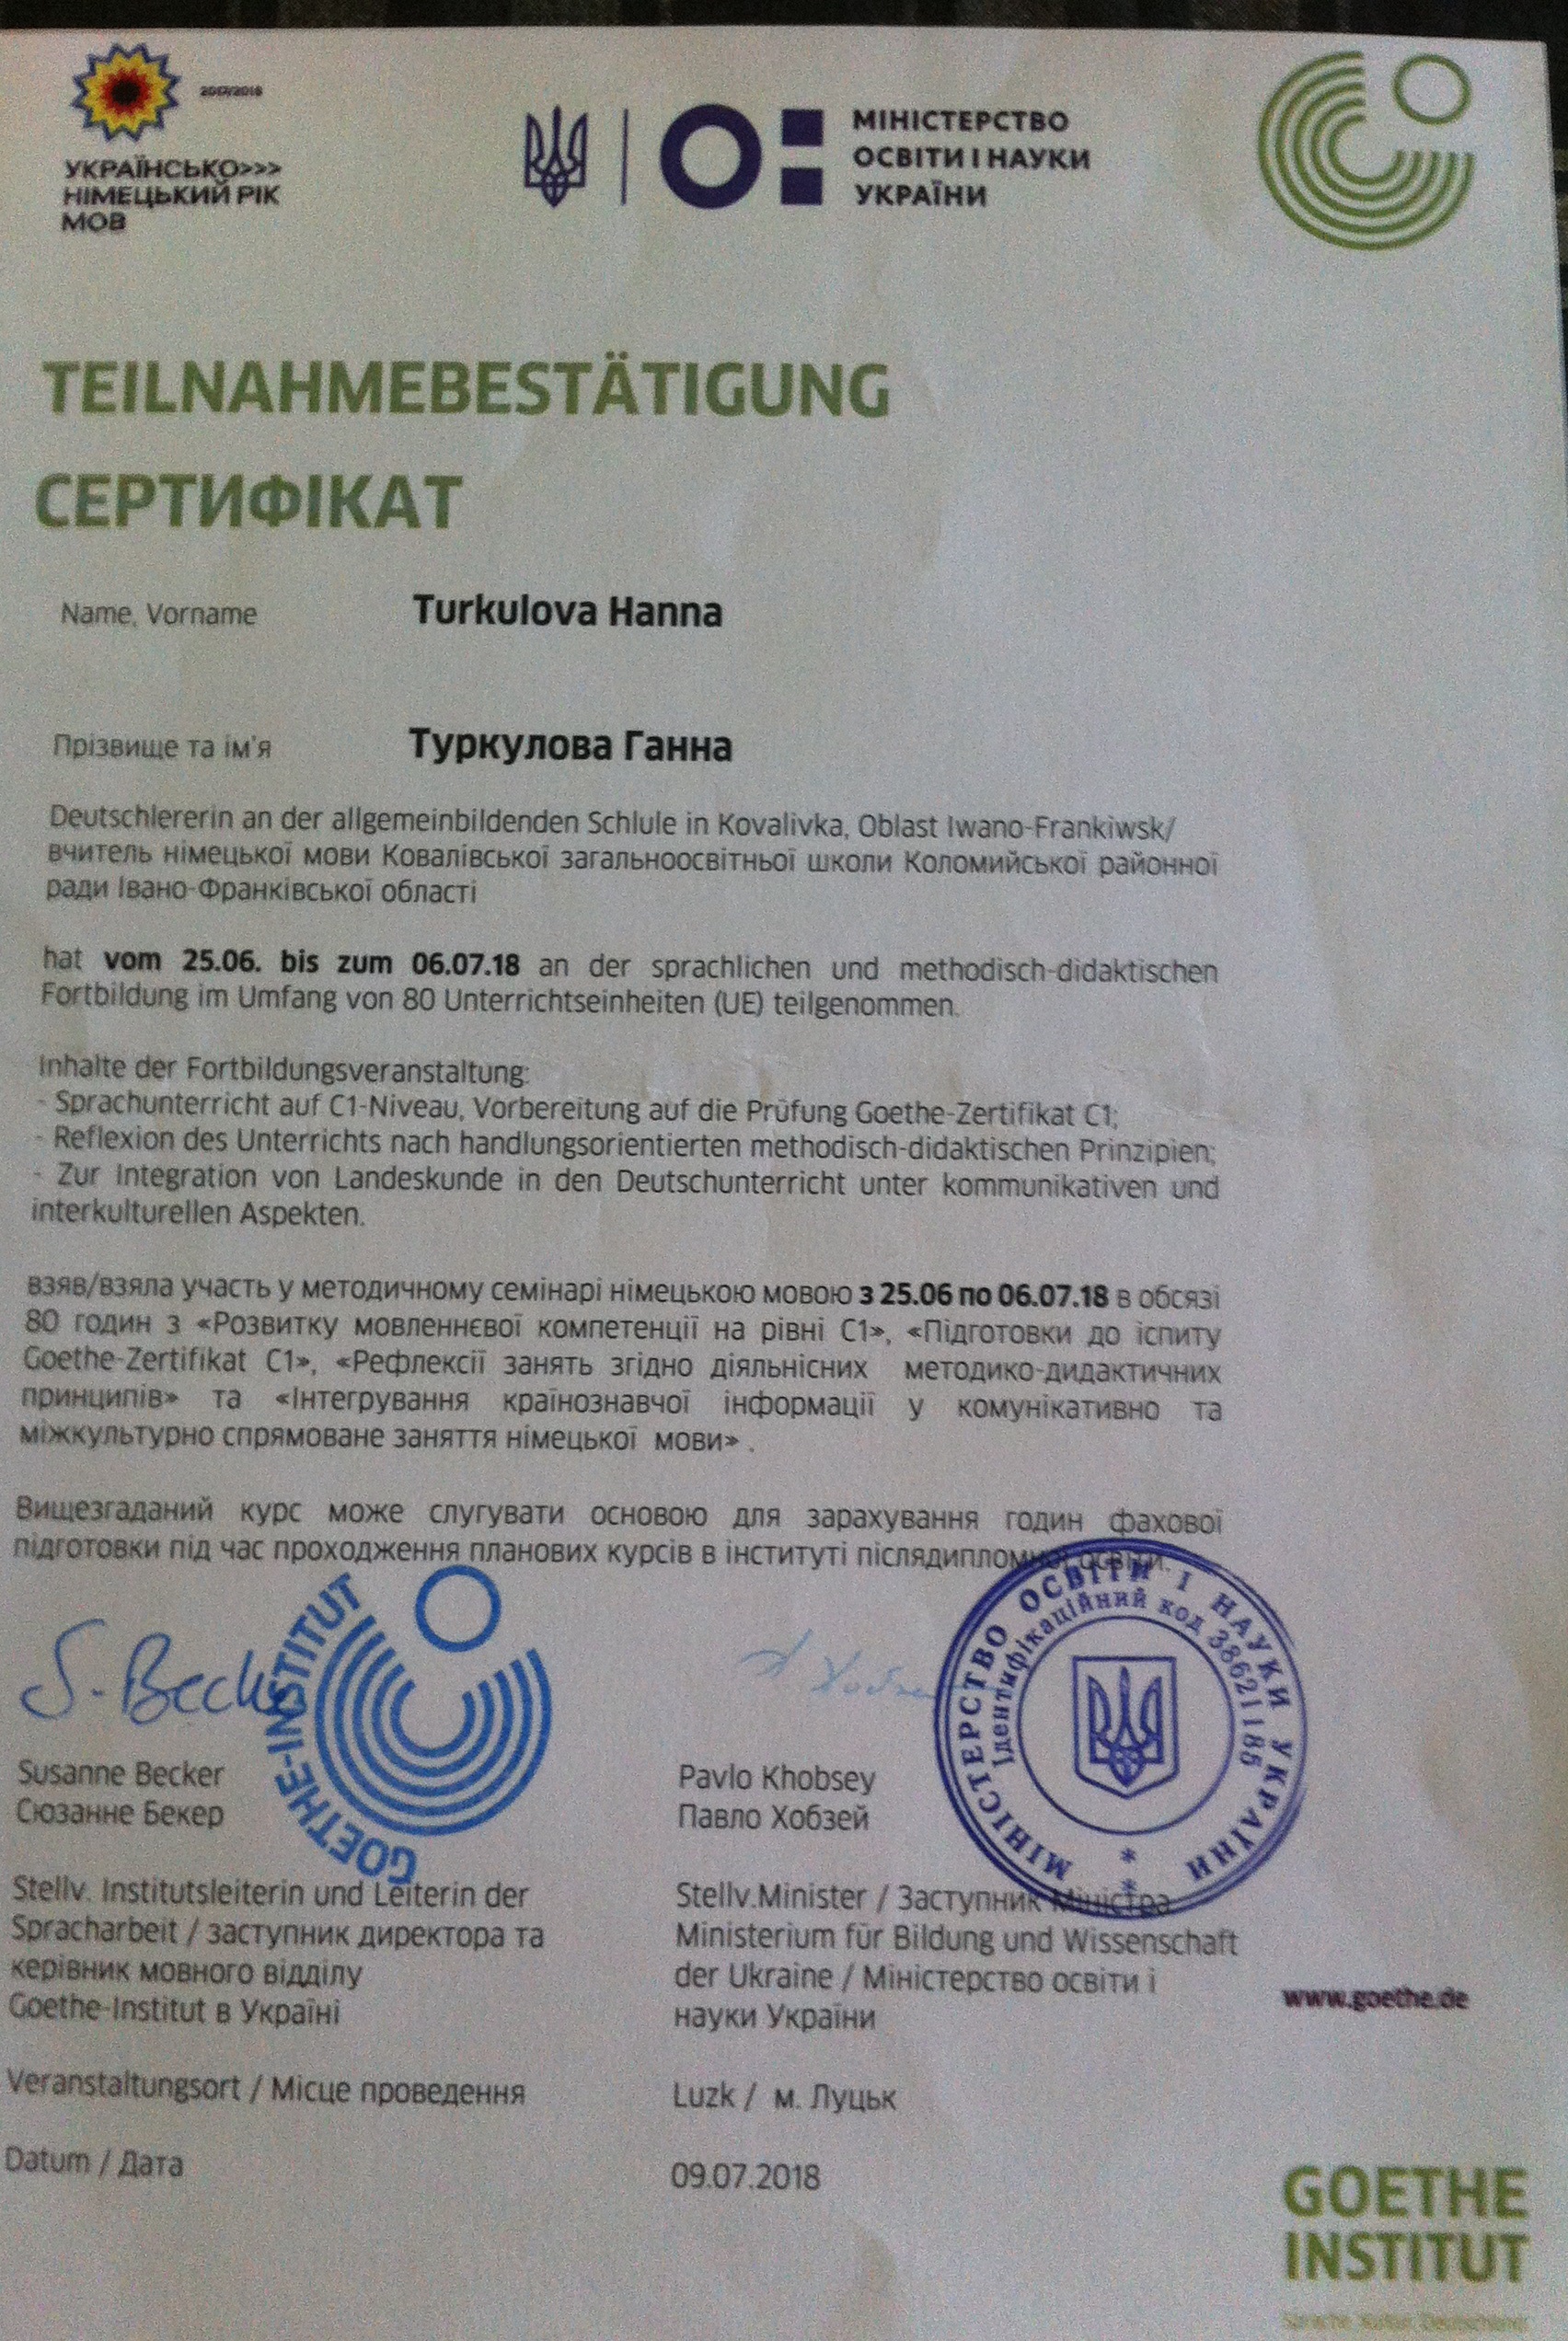 2017/2018
УКРАЇНСЬКО>>>
НІМЕЦЬКИЙ РІК
МОВ
МІНІСТЕРСТВО
ОСВІТИ І НАУКИ
УКРАЇНИ
TEILNAHMEBESTÄTIGUNG
СЕРТИФІКАТ
Name, Vorname Turkulova Hanna
Прізвище та ім'я Туркулова Ганна
Deutschlererin an der allgemeinbildenden Schlule in Kovalivka, Oblast Iwano-Frankiwsk/
вчитель німецької мови Ковалівської загальноосвітньої школи Коломийської районної
ради Івано-Франківської області
hat vom 25.06. bis zum 06.07.18 an der sprachlichen und methodisch-didaktischen
Fortbildung im Umfang von 80 Unterrichtseinheiten (UE) teilgenommen.
Inhalte der Fortbildungsveranstaltung:
- Sprachunterricht auf C1-Niveau, Vorbereitung auf die Prüfung Goethe-Zertifikat C1;
- Reflexion des Unterrichts nach handlungsorientierten methodisch-didaktischen Prinzipien;
- Zur Integration von Landeskunde in den Deutschunterricht unter kommunikativen und
interkulturellen Aspekten.
взяв/взяла участь у методичному семінарі німецькою мовою з 25.06 по 06.07.18 в обсязі
80 годин з «Розвитку мовленнєвої компетенції на рівні С1», «Підготовки до іспиту
Goethe-Zertifikat C1», «Рефлексії занять згідно діяльнісних методико-дидактичних
принципів» та «Інтегрування країнознавчої інформації у комунікативно та
міжкультурно спрямоване заняття німецької мови» .
Вищезгаданий курс може слугувати основою для зарахування годин фахової
підготовки під час проходження планових курсів в інституті післядипломної освіти.
S. Becker
GOETHE-INSTITUT
МІНІСТЕРСТВО ОСВІТИ І НАУКИ УКРАЇНИ
Ідентифікаційний код 38621185
Susanne Becker
Сюзанне Бекер
Pavlo Khobsey
Павло Хобзей
Stellv. Institutsleiterin und Leiterin der
Spracharbeit / заступник директора та
керівник мовного відділу
Goethe-Institut в Україні
Stellv.Minister / Заступник Міністра
Ministerium für Bildung und Wissenschaft
der Ukraine / Міністерство освіти і
науки України
www.goethe.de
Veranstaltungsort / Місце проведення Luzk / м. Луцьк
Datum / Дата 09.07.2018
GOETHE
INSTITUT
Sprache. Kultur. Deutschland.